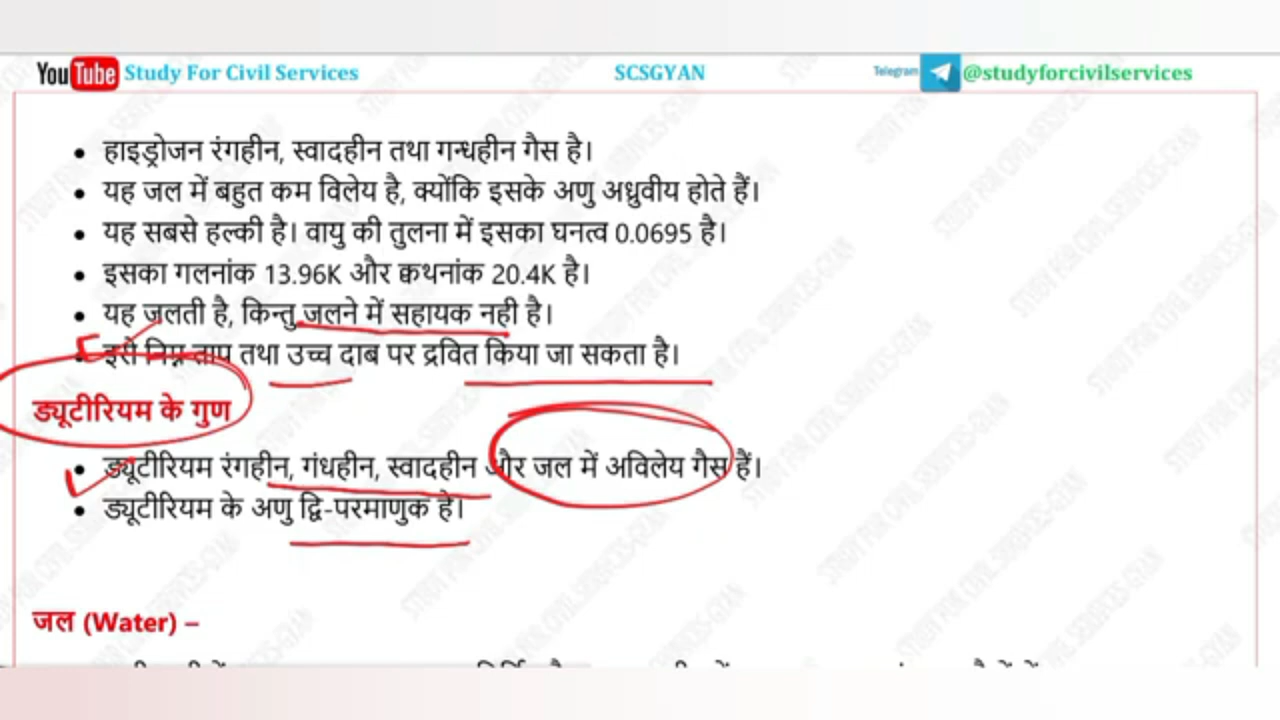 YouTube Study For Civil Services SCSGYAN Telegram @studyforcivilservices
• हाइड्रोजन रंगहीन, स्वादहीन तथा गन्धहीन गैस है।
• यह जल में बहुत कम विलेय है, क्योंकि इसके अणु अध्रुवीय होते हैं।
• यह सबसे हल्की है। वायु की तुलना में इसका घनत्व 0.0695 है।
• इसका गलनांक 13.96K और क्वथनांक 20.4K है।
• यह जलती है, किन्तु जलने में सहायक नही है।
• इसे निम्न ताप तथा उच्च दाब पर द्रवित किया जा सकता है।
ड्यूटीरियम के गुण
• ड्यूटीरियम रंगहीन, गंधहीन, स्वादहीन और जल में अविलेय गैस हैं।
• ड्यूटीरियम के अणु द्वि-परमाणुक है।
जल (Water) –